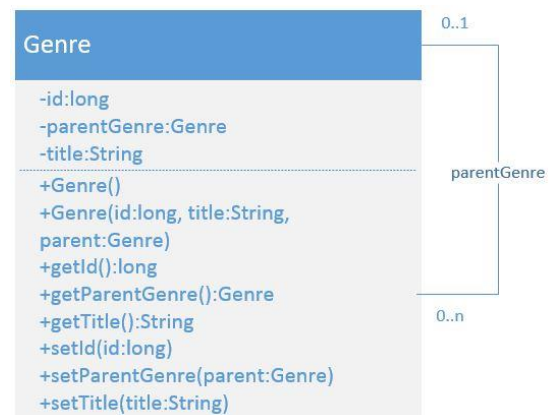 Genre
-id:long
-parentGenre:Genre
-title:String
+Genre()
+Genre(id:long, title:String,
parent:Genre)
+getId():long
+getParentGenre():Genre
+getTitle():String
+setId(id:long)
+setParentGenre(parent:Genre)
+setTitle(title:String)
0..1
parentGenre
0..n